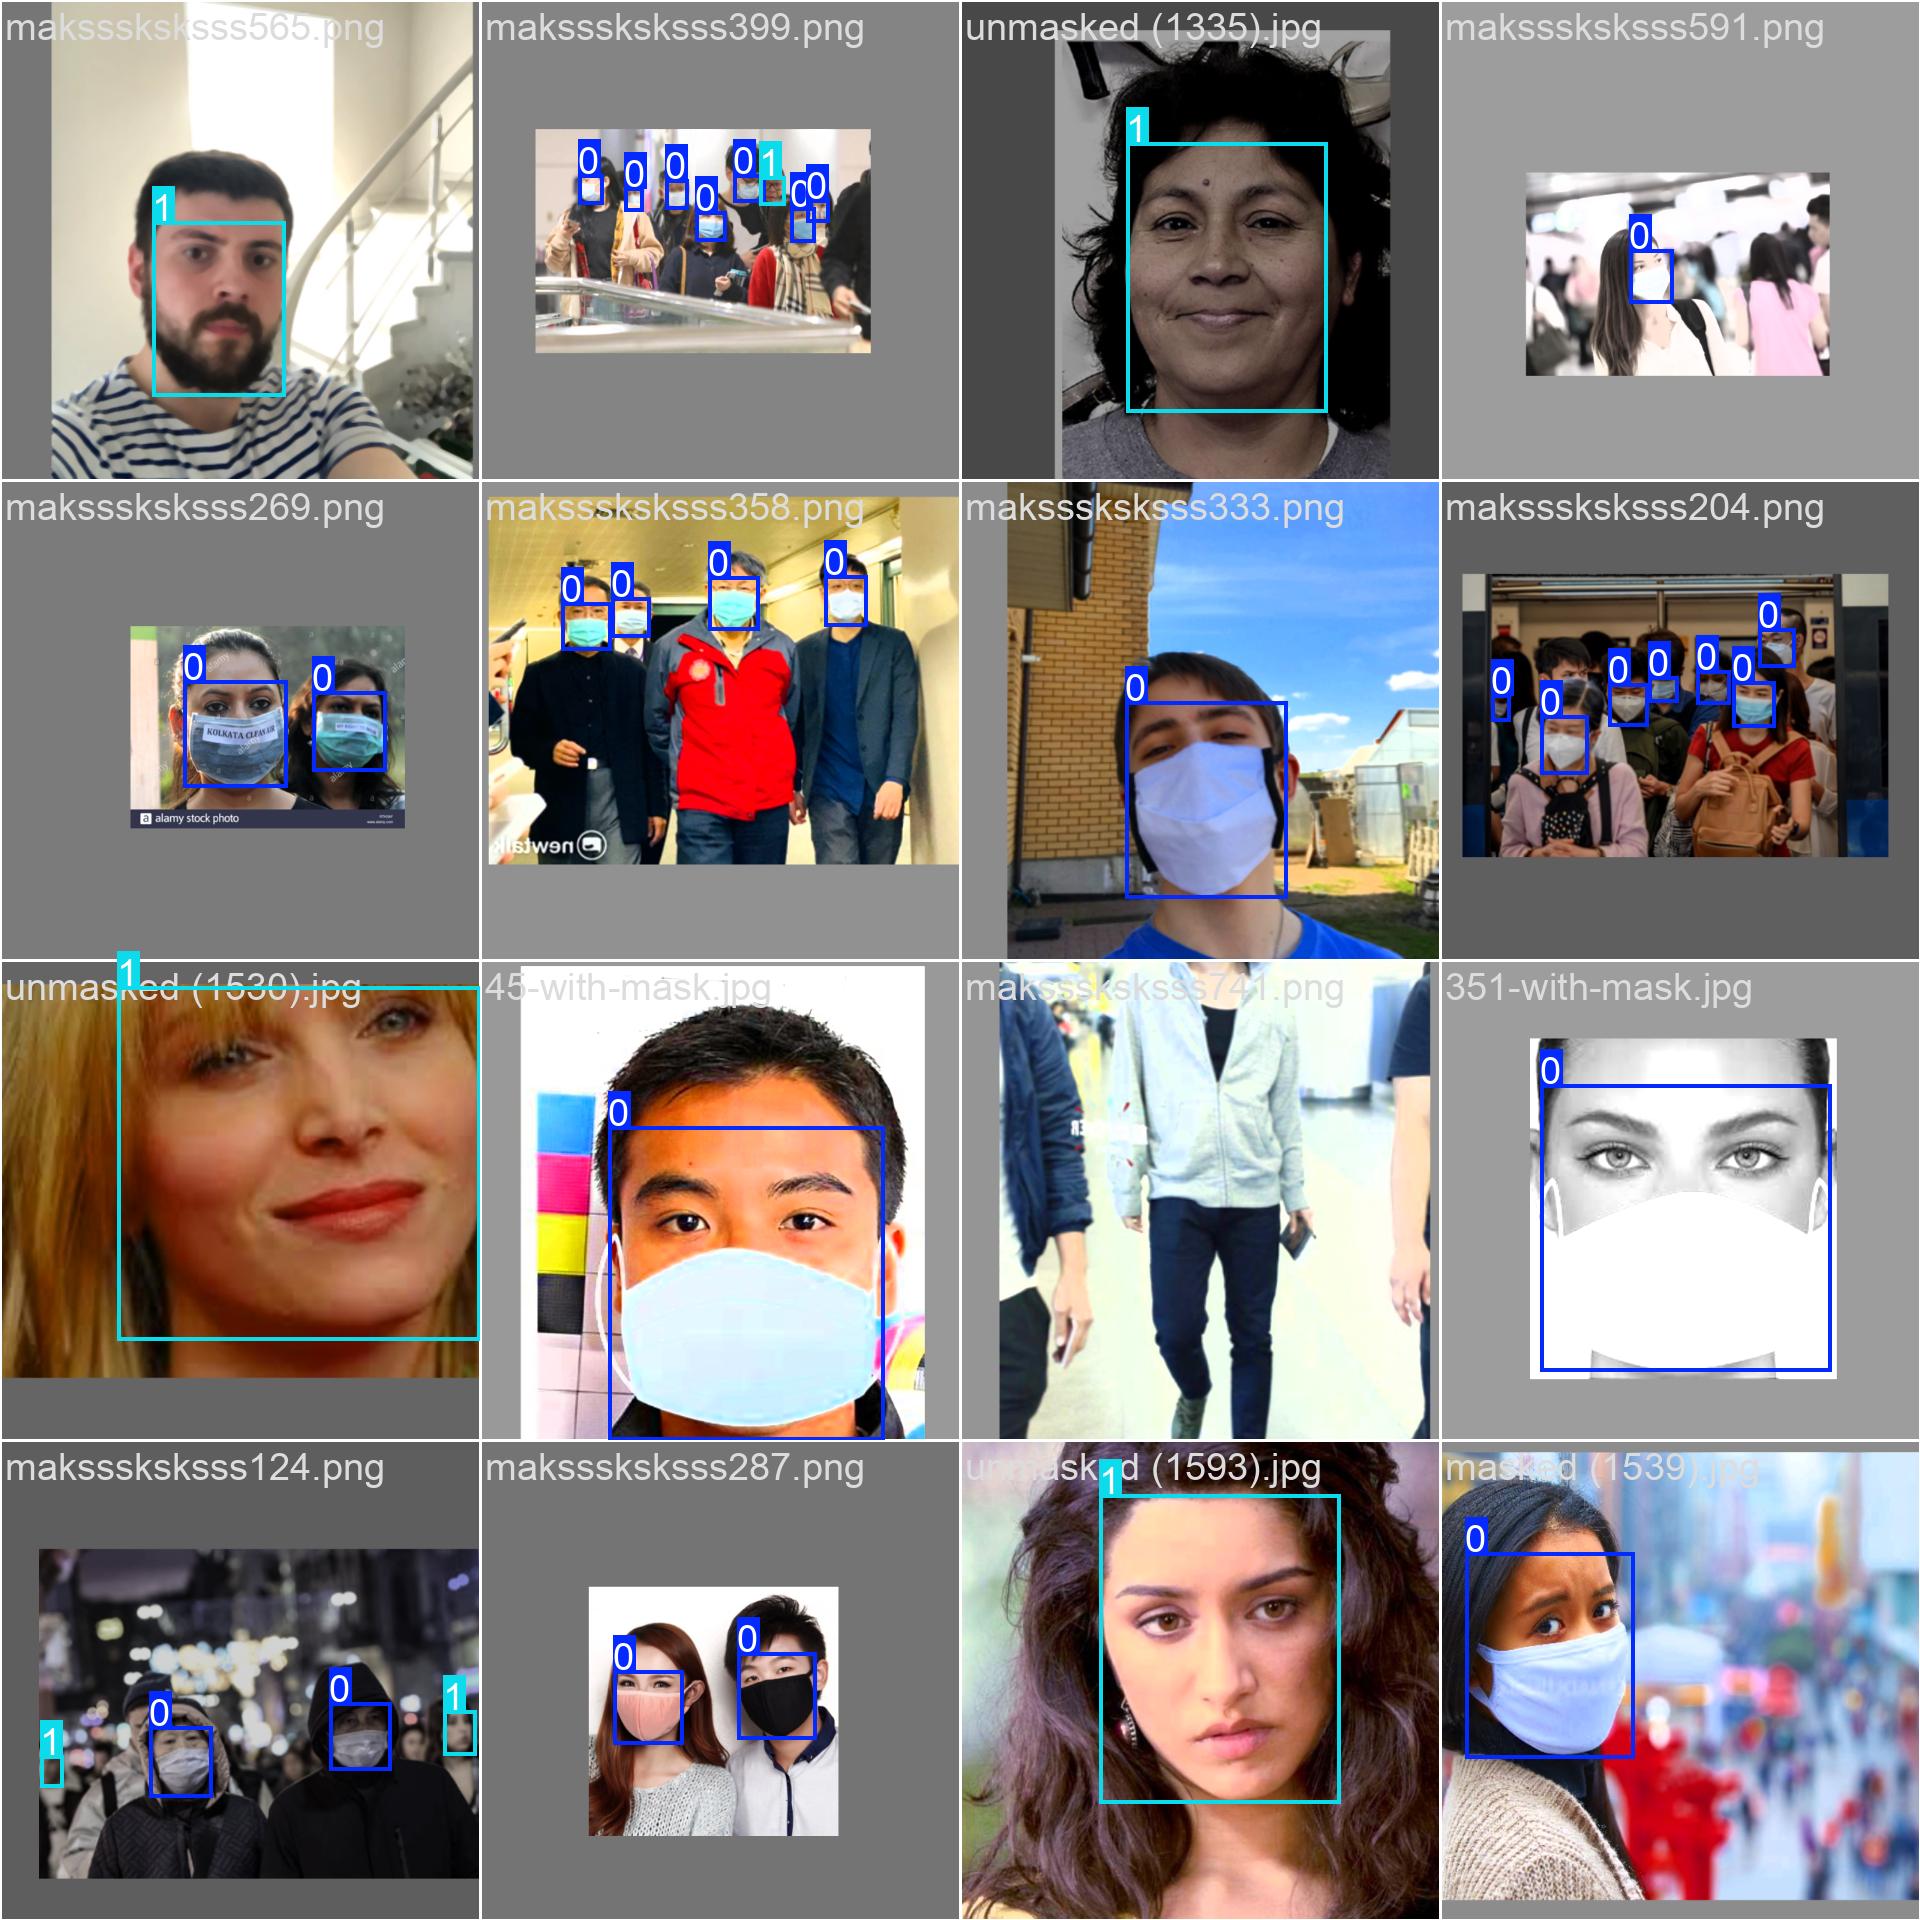 maksssksksss565.png
maksssksksss399.png
unmasked (1335).jpg
maksssksksss591.png
1
0 0 0 0 0 1 0 0
1
0
maksssksksss269.png
maksssksksss358.png
maksssksksss333.png
maksssksksss204.png
0 0
KOLKATA CLEAN AIR
alamy
a alamy stock photo
0 0 0 0
newtalk
0
0 0 0 0 0 0 0
unmasked (1530).jpg
45-with-mask.jpg
maksssksksss741.png
351-with-mask.jpg
1
0
0
maksssksksss124.png
maksssksksss287.png
unmasked (1593).jpg
masked (1539).jpg
1 0 0 1
0 0
1
0